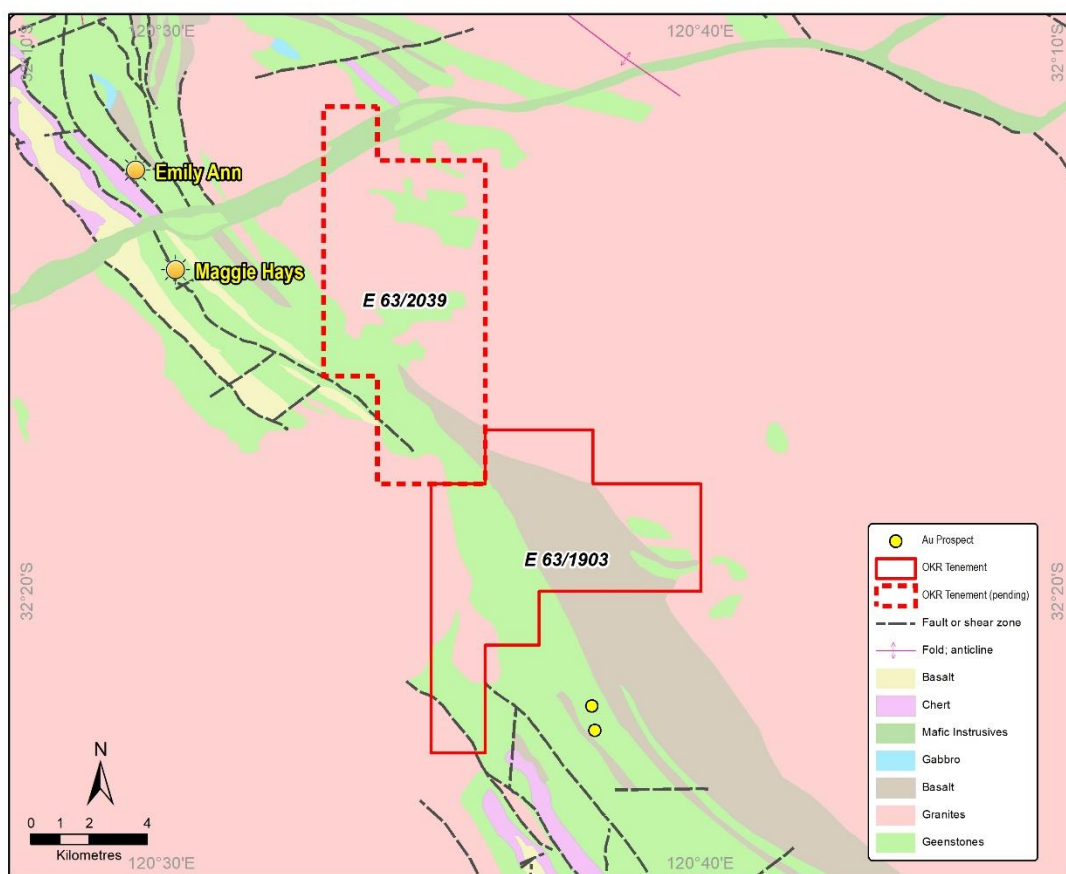 120°30'E
120°40'E
32°10'S
32°10'S
Emily Ann
Maggie Hays
E 63/2039
E 63/1903
32°20'S
32°20'S
Au Prospect
OKR Tenement
OKR Tenement (pending)
Fault or shear zone
Fold; anticline
Basalt
Chert
Mafic Instrusives
Gabbro
Basalt
Granites
Geenstones
N
0 1 2 4
Kilometres
120°30'E
120°40'E